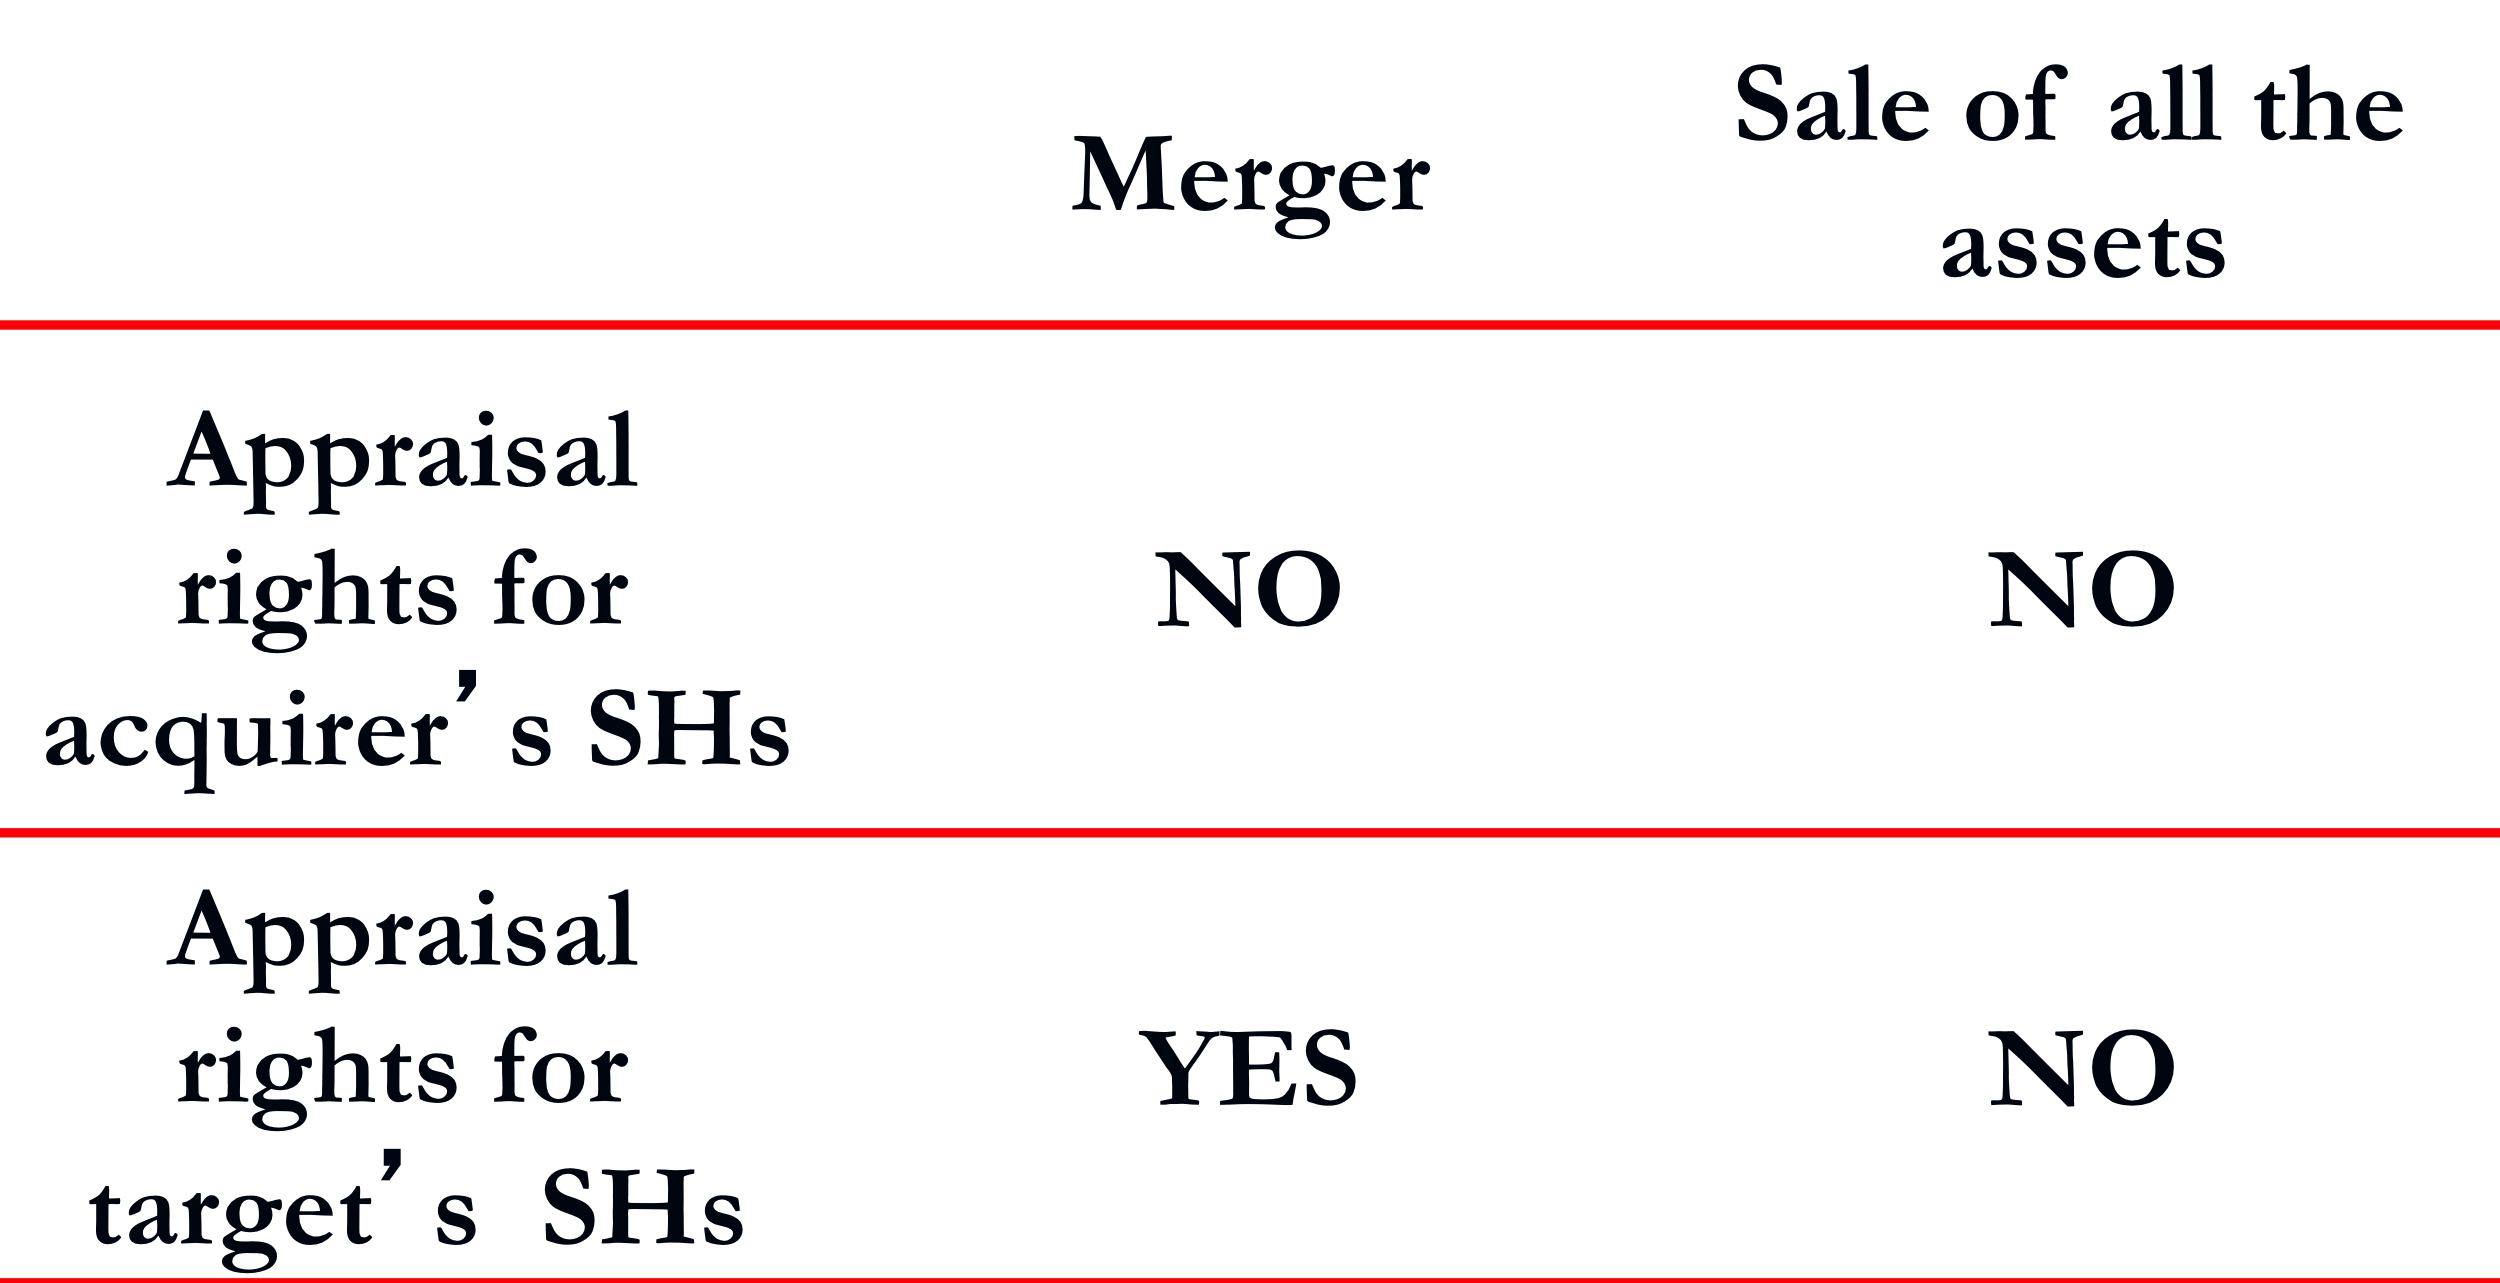 Merger
Sale of all the
assets
Appraisal
rights for
acquirer’s SHs
NO
NO
Appraisal
rights for
target’s SHs
YES
NO